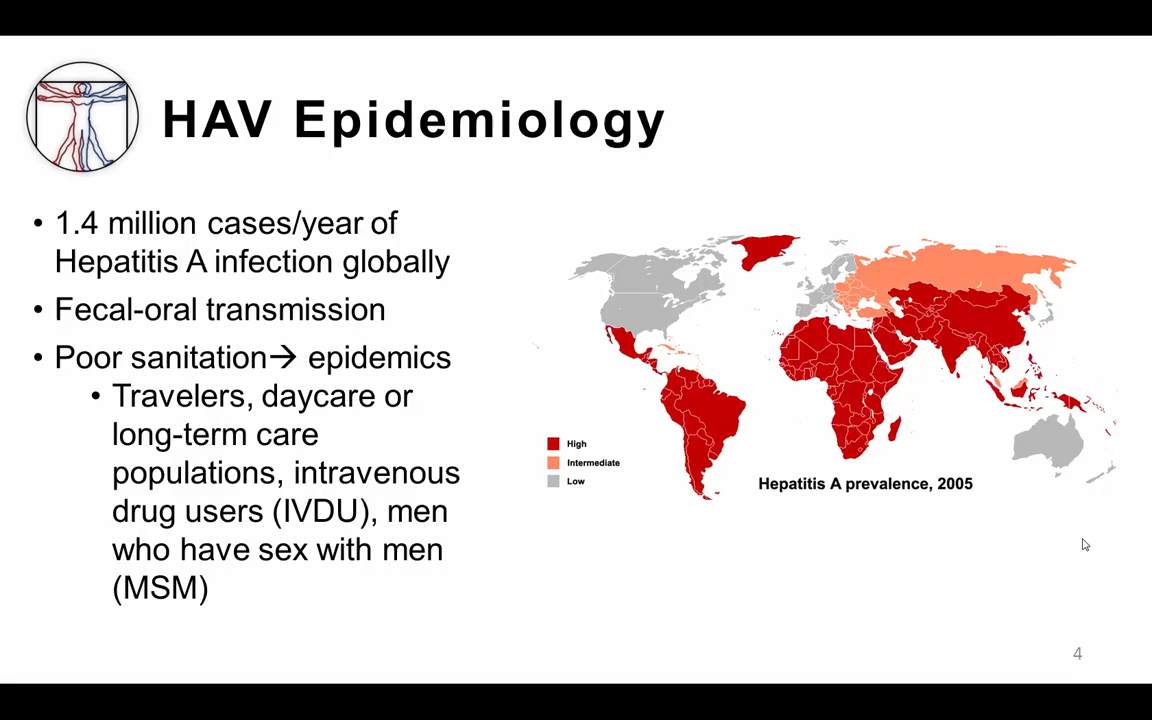 HAV Epidemiology
• 1.4 million cases/year of
Hepatitis A infection globally
• Fecal-oral transmission
• Poor sanitation→ epidemics
• Travelers, daycare or
long-term care
populations, intravenous
drug users (IVDU), men
who have sex with men
(MSM)
High
Intermediate
Low
Hepatitis A prevalence, 2005
4